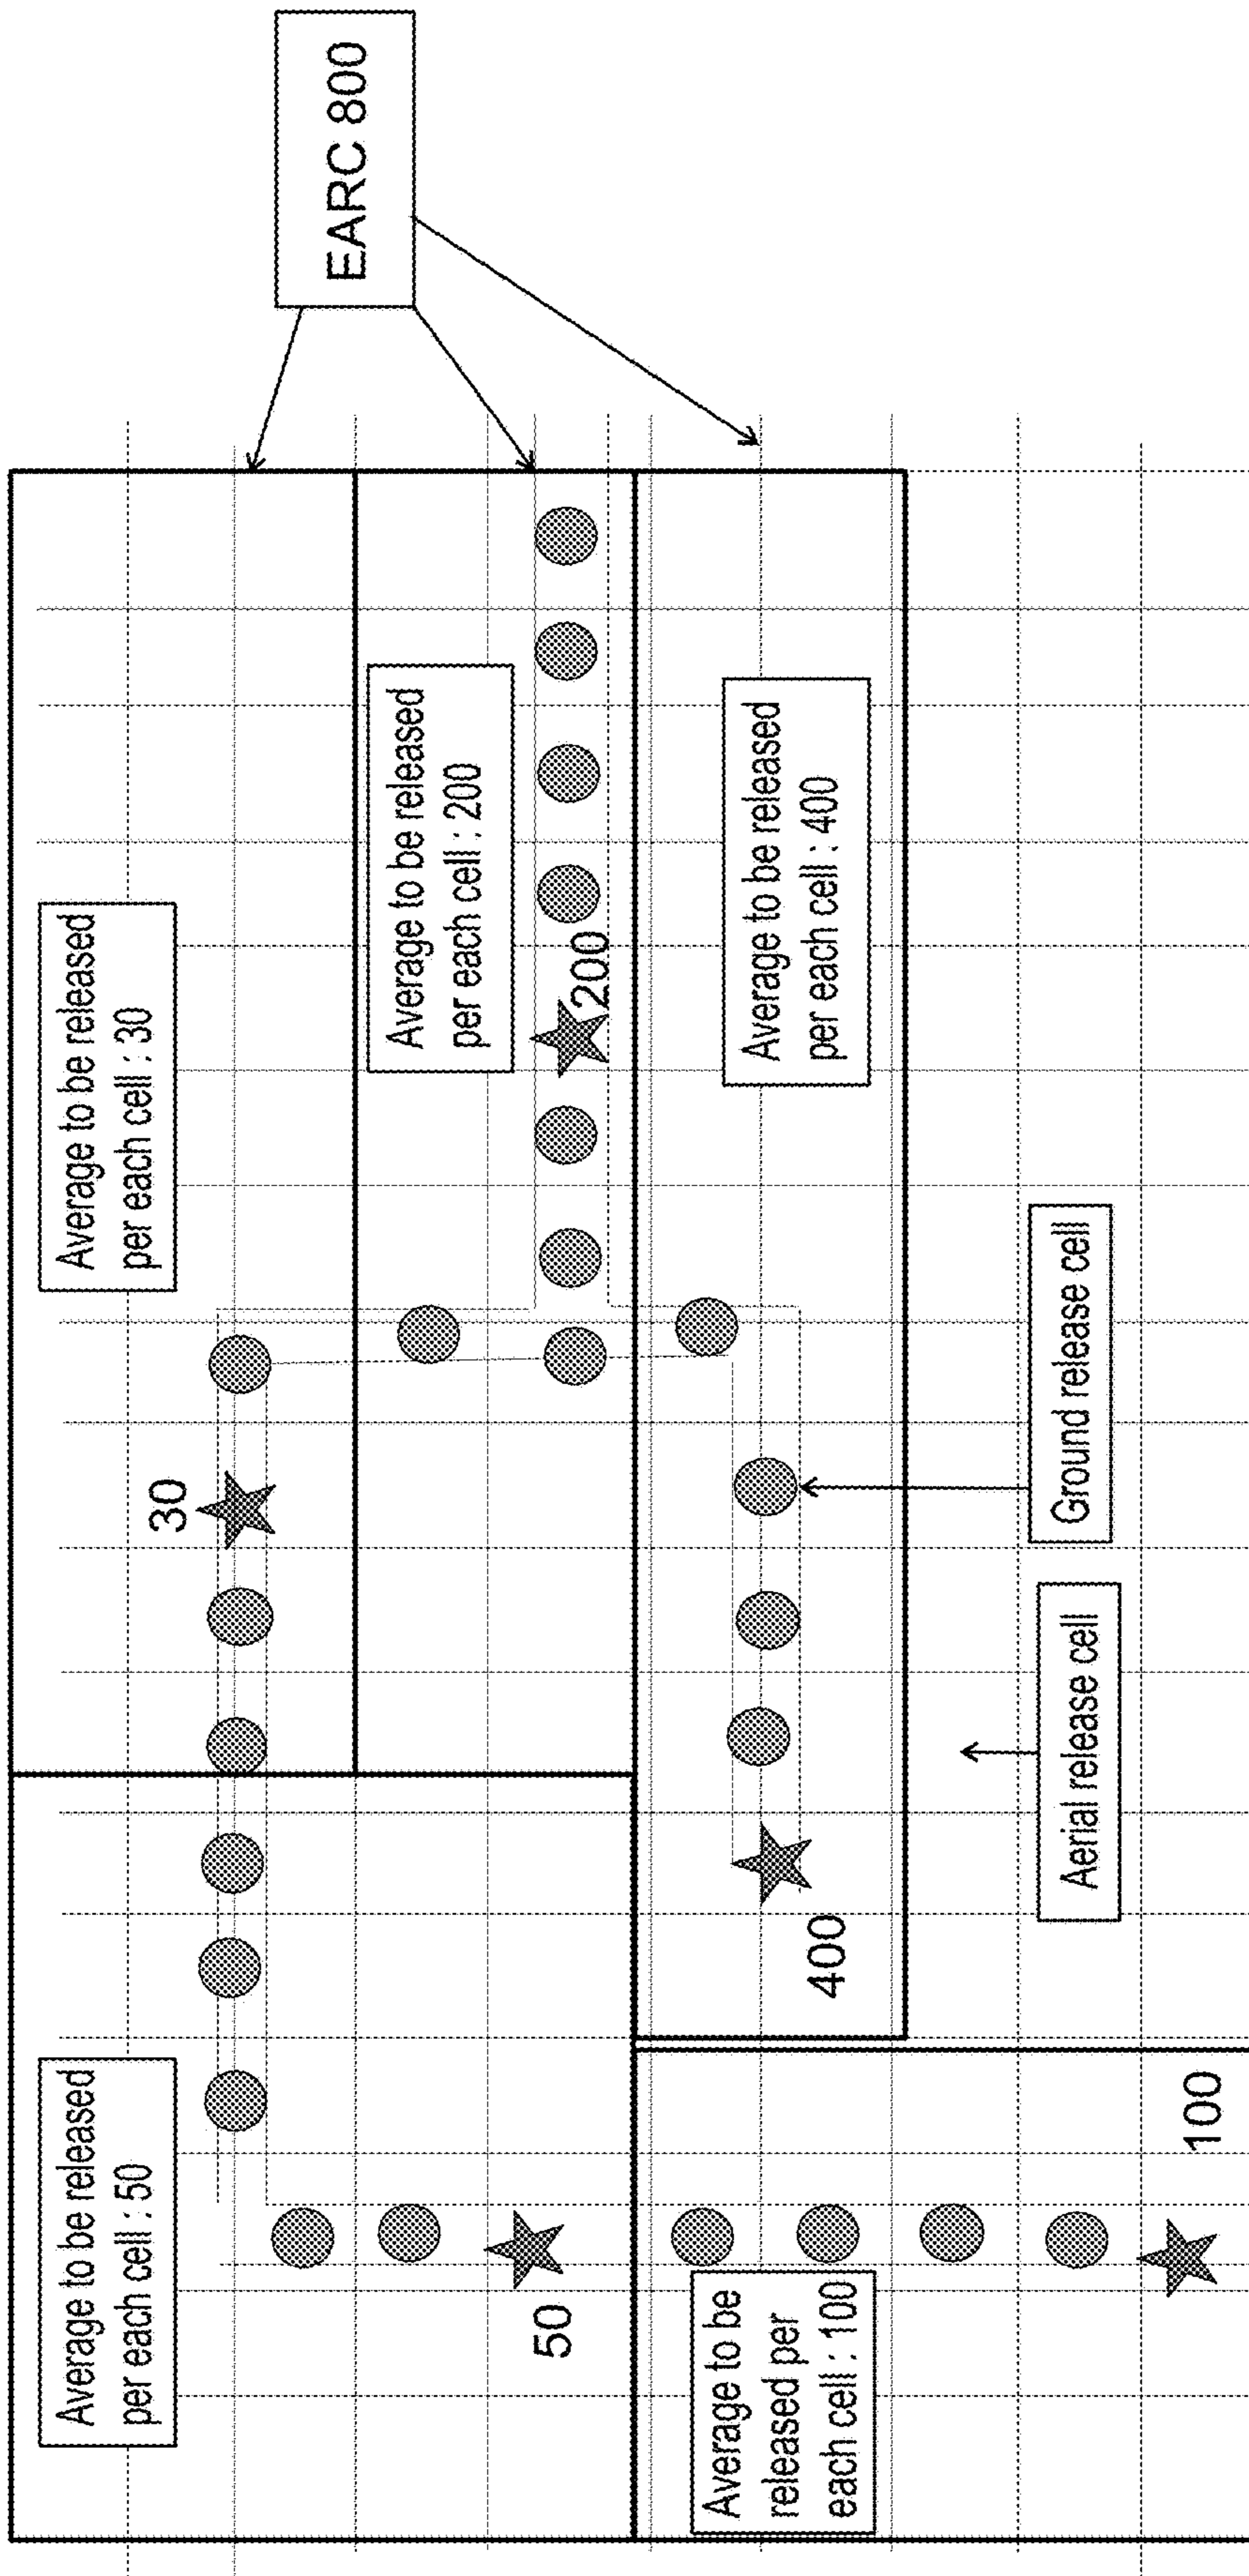 Average to be released
per each cell : 50
Average to be released
per each cell : 30
EARC 800
30
Average to be released
per each cell : 200
50
200
Average to be
released per
each cell : 100
Average to be released
per each cell : 400
400
Ground release cell
Aerial release cell
100